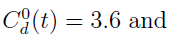 $C_d^0(t) = 3.6$ and